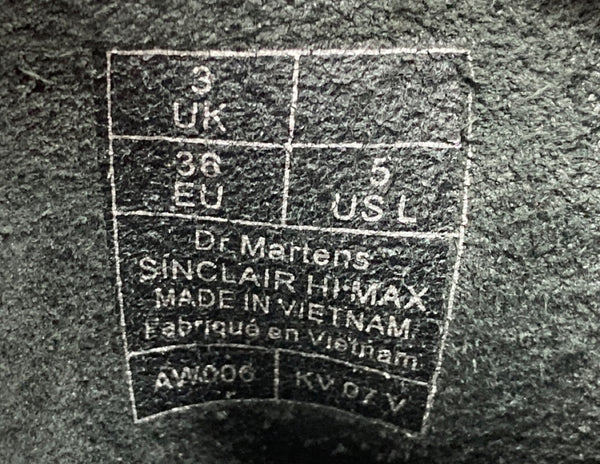 3
UK
36
EU
5
US L
Dr. Martens
SINCLAIR HI-MAX
MADE IN VIETNAM
Fabriqué en Vietnam
AW006
KV 07 V